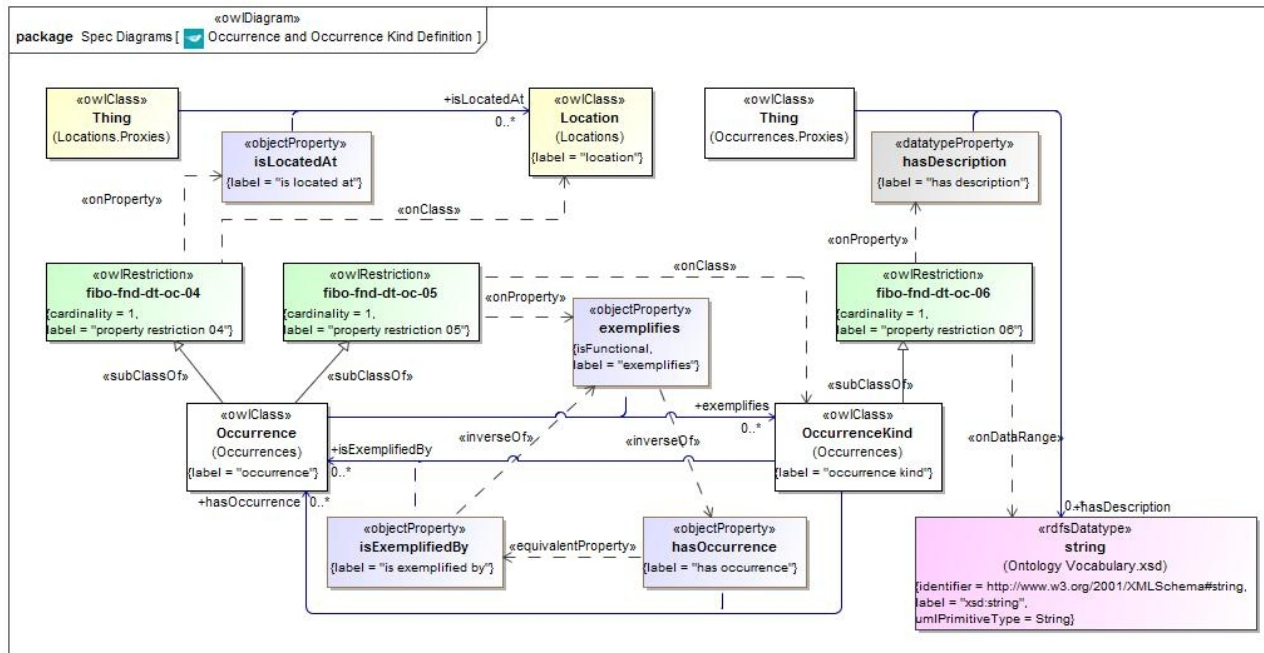 «owlDiagram»
package Spec Diagrams [ Occurrence and Occurrence Kind Definition ]
«owlClass»
Thing
(Locations.Proxies)
+isLocatedAt
0..*
«owlClass»
Location
(Locations)
{label = "location"}
«owlClass»
Thing
(Occurrences.Proxies)
«objectProperty»
isLocatedAt
{label = "is located at"}
«datatypeProperty»
hasDescription
{label = "has description"}
«onProperty»
«onClass»
«onProperty»
«owlRestriction»
fibo-fnd-dt-oc-04
{cardinality = 1,
label = "property restriction 04"}
«owlRestriction»
fibo-fnd-dt-oc-05
{cardinality = 1,
label = "property restriction 05"}
«onClass»
«onProperty»
«objectProperty»
exemplifies
{isFunctional,
label = "exemplifies"}
«owlRestriction»
fibo-fnd-dt-oc-06
{cardinality = 1,
label = "property restriction 06"}
«subClassOf»
«subClassOf»
«subClassOf»
«owlClass»
Occurrence
(Occurrences)
{label = "occurrence"}
+exemplifies
0..*
«owlClass»
OccurrenceKind
(Occurrences)
{label = "occurrence kind"}
+isExemplifiedBy
0..*
«inverseOf»
«inverseOf»
«onDataRange»
+hasOccurrence 0..*
«objectProperty»
isExemplifiedBy
{label = "is exemplified by"}
«equivalentProperty»
«objectProperty»
hasOccurrence
{label = "has occurrence"}
0..*
+hasDescription
«rdfsDatatype»
string
(Ontology Vocabulary.xsd)
{identifier = http://www.w3.org/2001/XMLSchema#string,
label = "xsd:string",
umlPrimitiveType = String}